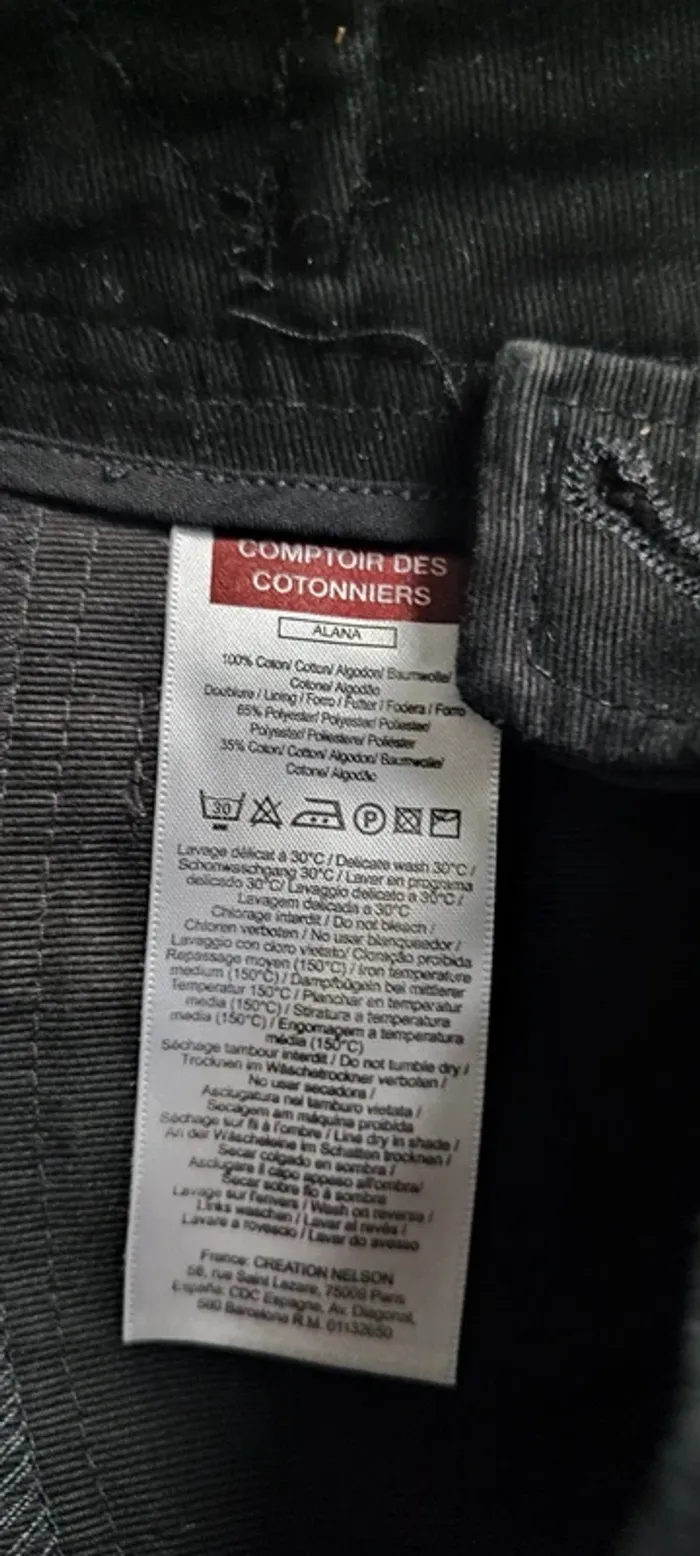 COMPTOIR DES
COTONNIERS
ALANA
100% Coton/ Cotton/ Algodon/ Baumwolle/
Cotone/ Algodão
Doublure / Lining / Forro / Futter / Fodera / Forro
65% Polyester/ Polyester/ Poliester/
Polyester/ Poliestere/ Poliéster
35% Coton/ Cotton/ Algodon/ Baumwolle/
Cotone/ Algodão
30
P
Lavage délicat à 30°C / Delicate wash 30°C /
Schonwaschgang 30°C / Lavar en programa
delicado 30°C/ Lavaggio delicato a 30°C /
Lavagem delicada a 30°C
Chlorage interdit / Do not bleach /
Chloren verboten / No usar blanqueador /
Lavaggio con cloro vietato/ Cloração proibida
Repassage moyen (150°C) / Iron temperature
medium (150°C) / Dampfbügeln bei mittlerer
Temperatur 150°C / Planchar en temperatur
media (150°C) / Stiratura a temperatura
media (150°C) / Engomagem a temperatura
média (150°C)
Séchage tambour interdit / Do not tumble dry /
Trocknen im Wäschetrockner verboten /
No usar secadora /
Asciugatura nel tamburo vietata /
Secagem am máquina proibida
Séchage sur fil à l'ombre / Line dry in shade /
An der Wäscheleine im Schatten trocknen /
Secar colgado en sombra /
Asciugare il capo appeso all'ombra/
Secar sobre fio à sombra
Lavage sur l'envers / Wash on reverse /
Links waschen / Lavar al revés /
Lavare a rovescio / Lavar do avesso
France: CREATION NELSON
58, rue Saint Lazare, 75009 Paris
España: CDC Espagne, Av. Diagonal,
580 Barcelona R.M. 01132650